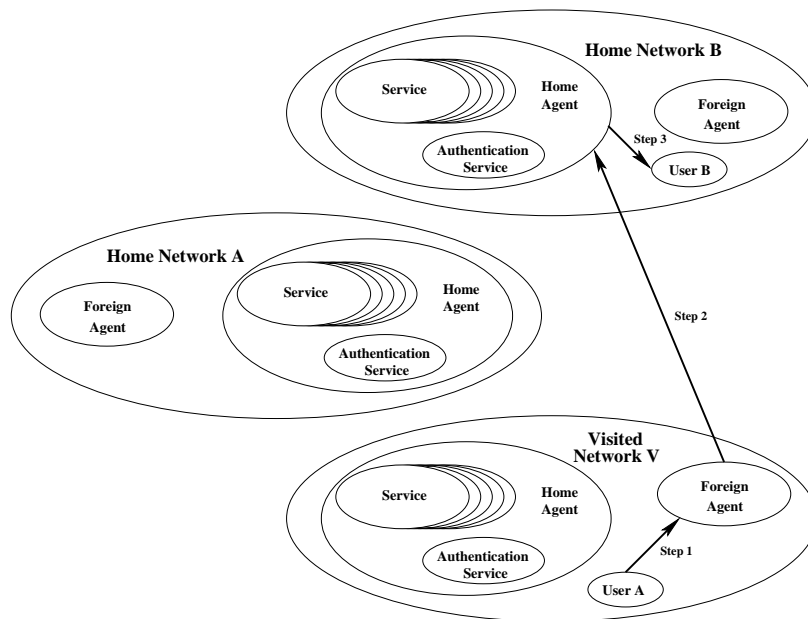 Home Network B
Service
Home
Agent
Foreign
Agent
Authentication
Service
Step 3
User B
Home Network A
Foreign
Agent
Service
Home
Agent
Authentication
Service
Step 2
Visited
Network V
Service
Home
Agent
Foreign
Agent
Authentication
Service
Step 1
User A